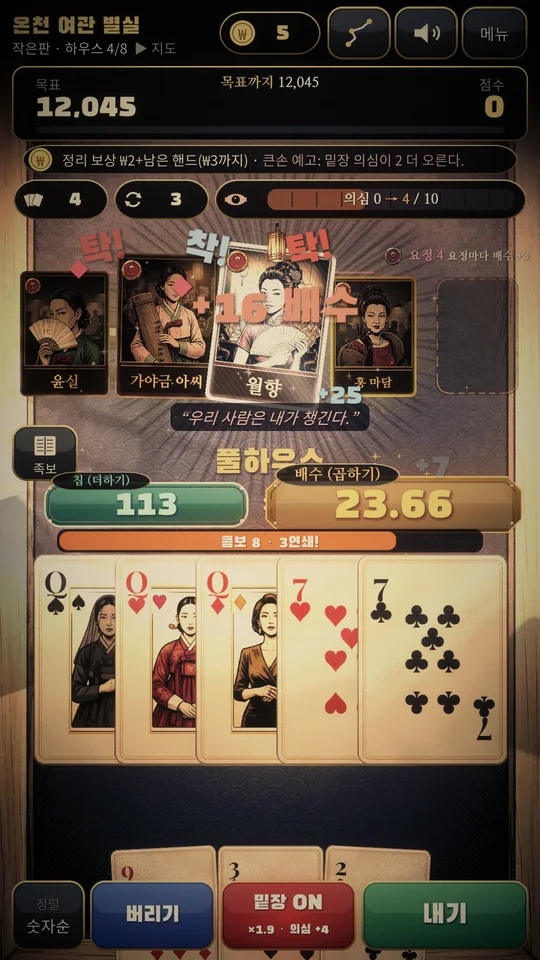 온천 여관 별실
작은판 · 하우스 4/8 ▶ 지도
₩ 5
메뉴
목표
목표까지 12,045
점수
12,045
0
₩ 정리 보상 ₩2+남은 핸드(₩3까지) · 큰손 예고: 밑장 의심이 2 더 오른다.
4
3
의심 0 → 4 / 10
탁!
착!
탁!
요정 4 요정마다 배수
+16 배수
윤실
가야금 아씨
월향
홍 마담
+25
“우리 사람은 내가 챙긴다.”
족보
풀하우스
+7
칩 (더하기)
배수 (곱하기)
113
23.66
콤보 8 · 3연쇄!
Q
Q
Q
7
7
7
9
3
2
정렬
숫자순
버리기
밑장 ON
×1.9 · 의심 +4
내기